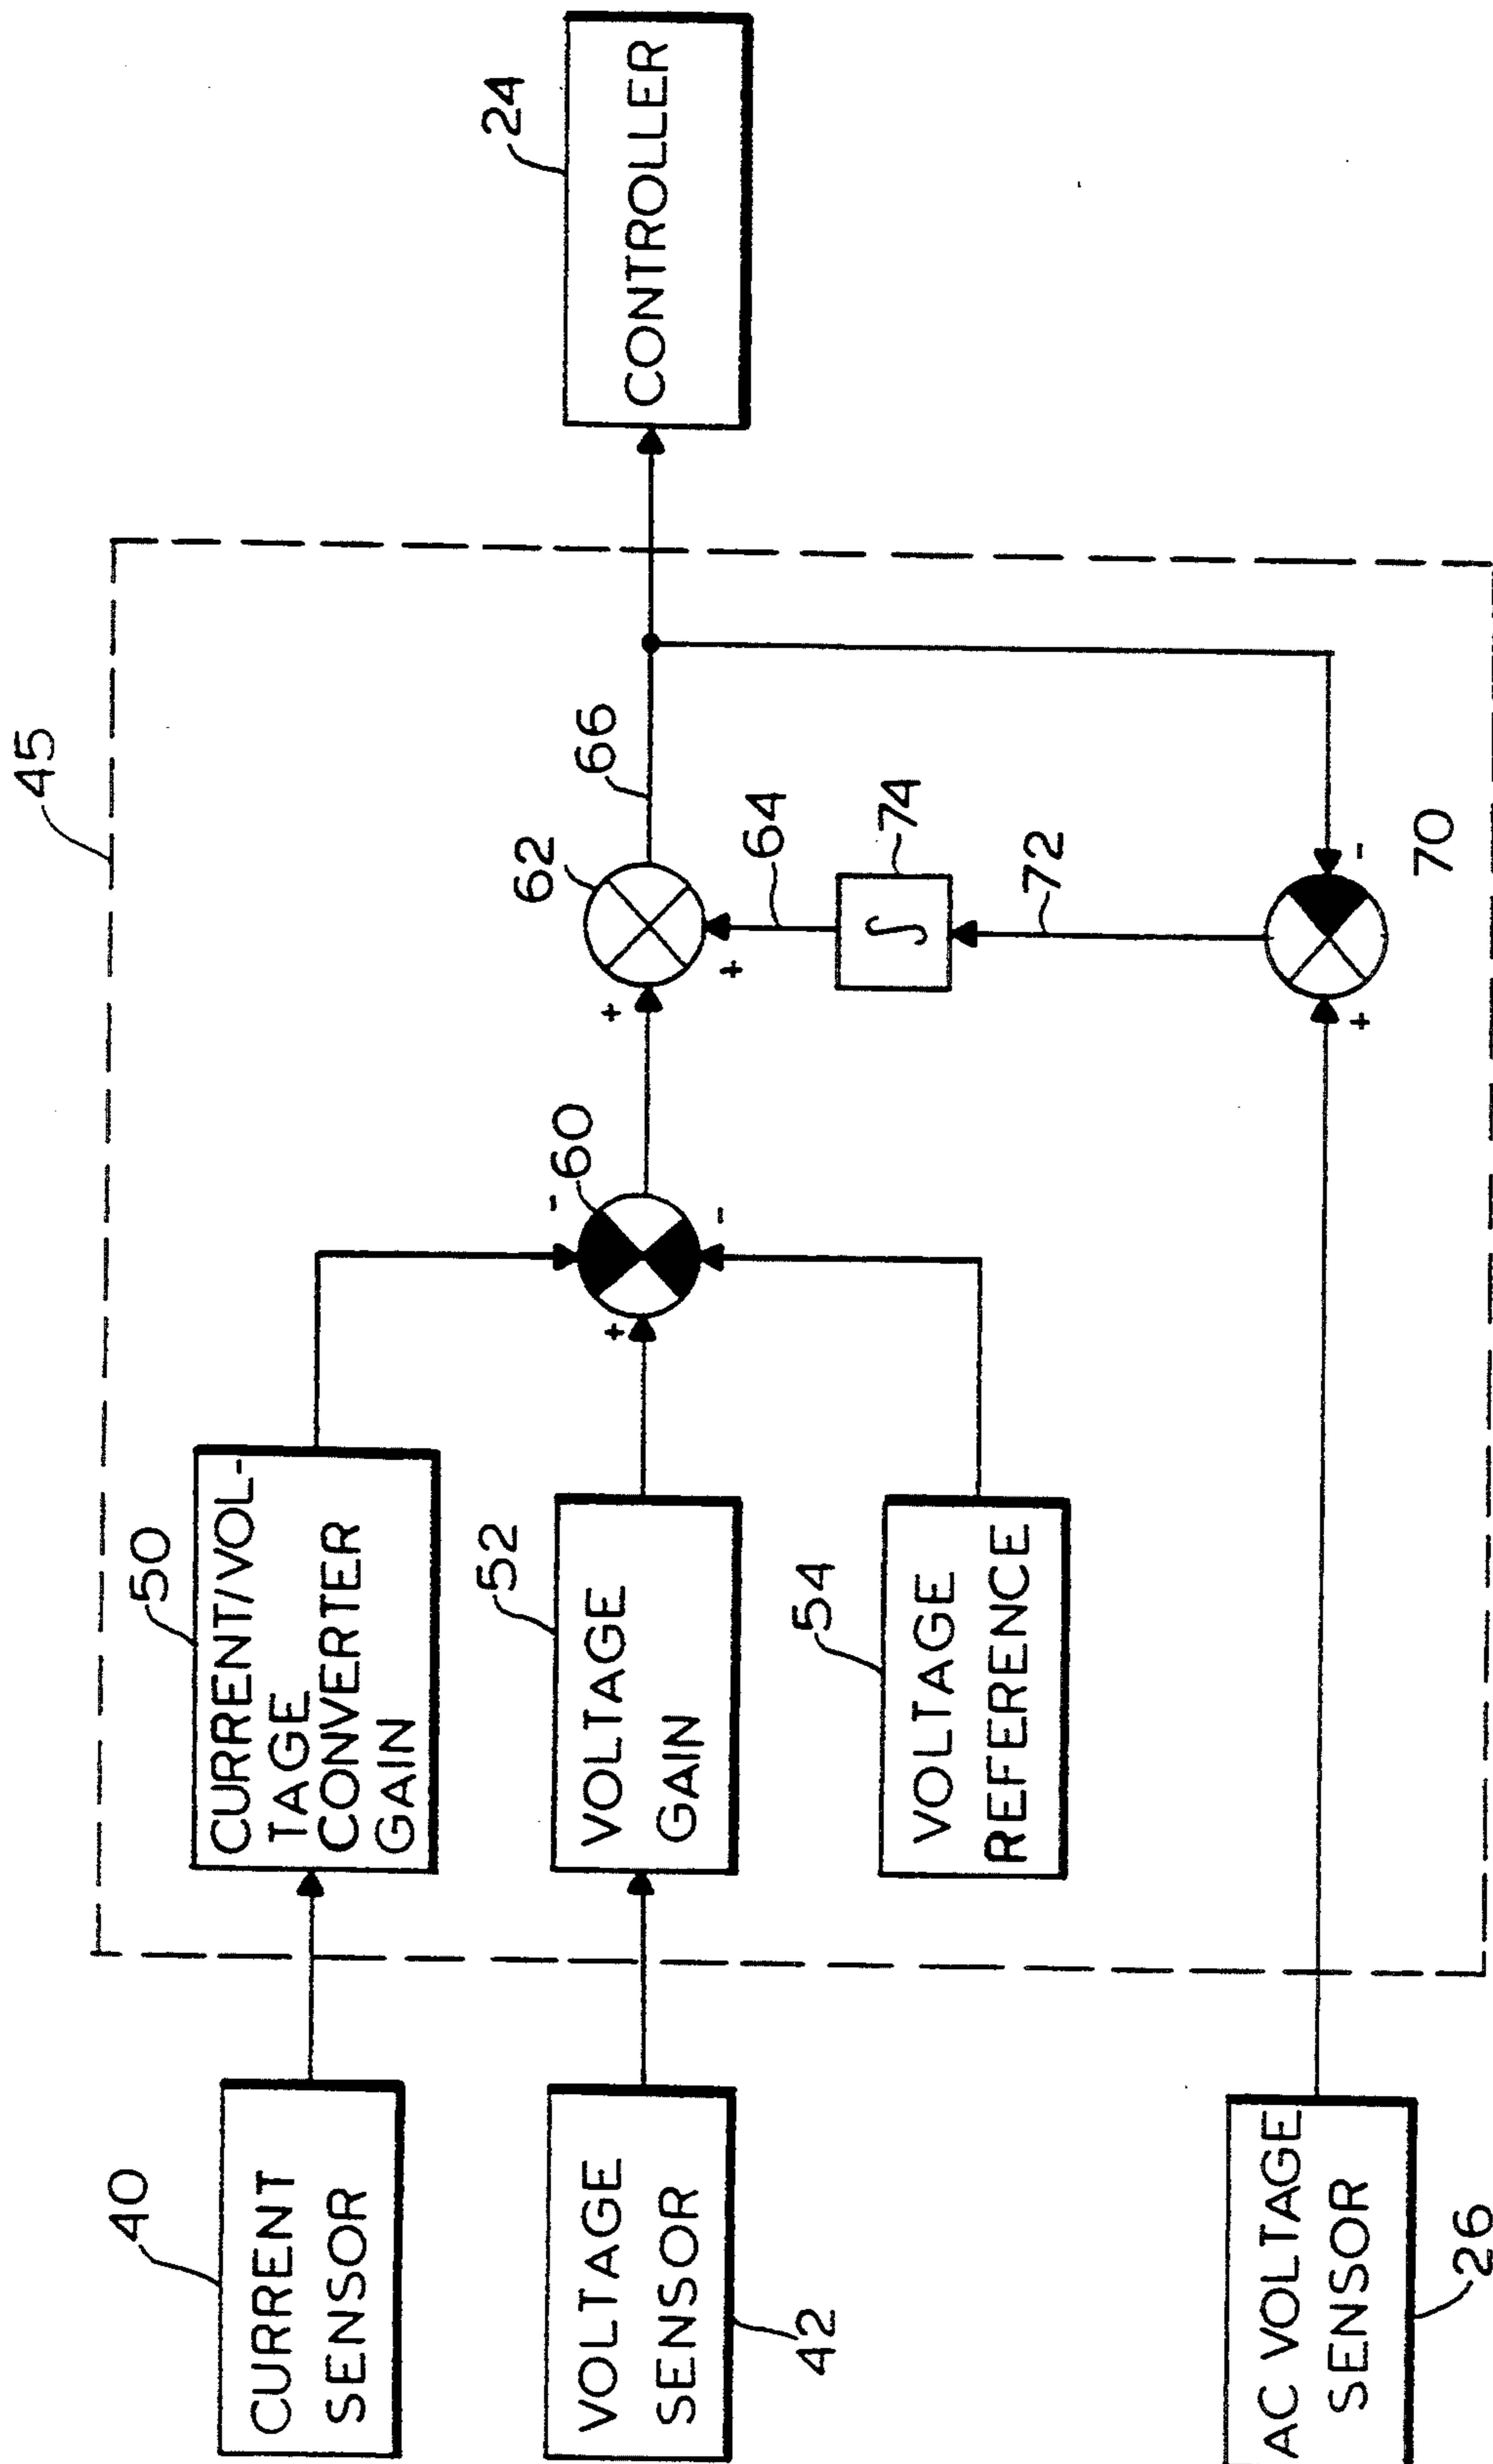 45
40
CURRENT
SENSOR
50
CURRENT/VOL-
TAGE
CONVERTER
GAIN
-
60
62
66
24
CONTROLLER
VOLTAGE
SENSOR
42
52
VOLTAGE
GAIN
+
+
+
-
64
∫
74
54
VOLTAGE
REFERENCE
72
AC VOLTAGE
SENSOR
26
+
-
70